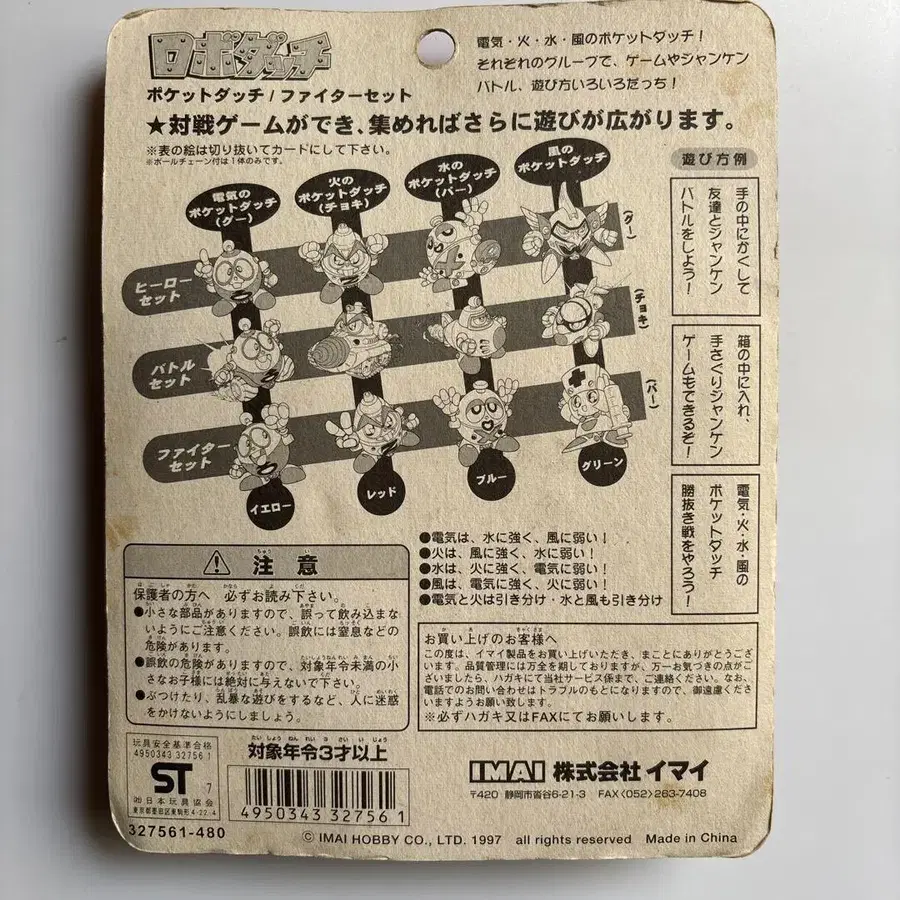 ロボダッチ
ポケットダッチ/ファイターセット
電気・火・水・風のポケットダッチ!
それぞれのグループで、ゲームやジャンケン
バトル、遊び方いろいろだっち!
★対戦ゲームができ、集めればさらに遊びが広がります。
※表の絵は切り抜いてカードにして下さい。
※ボールチェーン付は1体のみです。
電気の
ポケットダッチ
(グー)
火の
ポケットダッチ
(チョキ)
水の
ポケットダッチ
(パー)
風の
ポケットダッチ
ヒーロー
セット
(グー)
バトル
セット
(チョキ)
ファイター
セット
(パー)
イエロー
レッド
ブルー
グリーン
遊び方例
手の中にかくして
友達とジャンケン
バトルをしよう!
箱の中に入れ、
手さぐりジャンケン
ゲームもできるぞ!
電気・火・水・風の
ポケットダッチ
勝抜き戦をやろう!
●電気は、水に強く、風に弱い!
●火は、風に強く、水に弱い!
●水は、火に強く、電気に弱い!
●風は、電気に強く、火に弱い!
●電気と火は引き分け・水と風も引き分け
⚠ 注意
保護者の方へ 必ずお読み下さい。
●小さな部品がありますので、誤って飲み込まな
いようにご注意ください。誤飲には窒息などの
危険があります。
●誤飲の危険がありますので、対象年令未満の小
さなお子様には絶対に与えないで下さい。
●ぶつけたり、乱暴な遊びをするなど、人に迷惑
をかけないようにしましょう。
お買い上げのお客様へ
この度は、イマイ製品をお買い上げいただき、まことにありがとうござ
います。品質管理には万全を期しておりますが、万一お気づきの点がご
ざいましたら、ハガキにて当社サービス係まで、ご連絡ください。なお、
電話でのお問い合わせはトラブルのもとになりますので、御遠慮ください
ますようお願い致します。
※必ずハガキ又はFAXにてお願いします。
玩具安全基準合格
4950343 32756 1
ST 7
㈳日本玩具協会
東京都墨田区東駒形4-22-4
327561-480
対象年令3才以上
4950343 327561
IMAI 株式会社 イマイ
〒420 静岡市沓谷6-21-3 FAX〈052〉263-7408
© IMAI HOBBY CO., LTD. 1997 all rights reserved Made in China